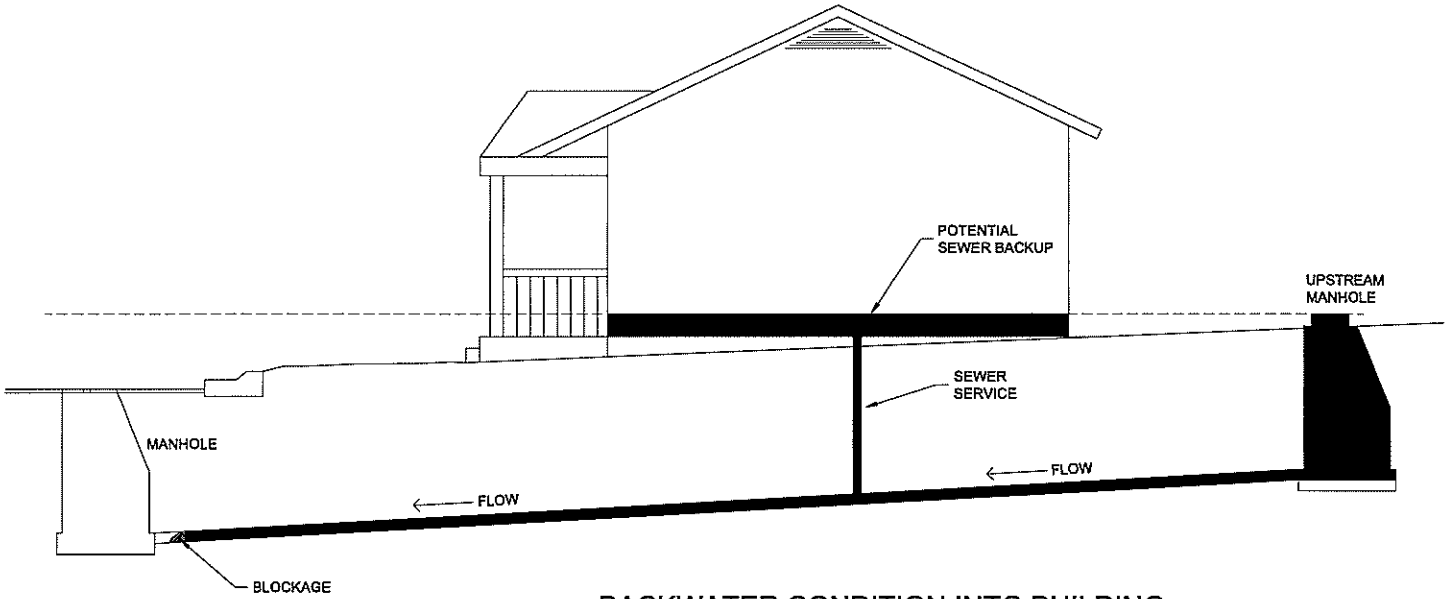 POTENTIAL
SEWER BACKUP
UPSTREAM
MANHOLE
SEWER
SERVICE
MANHOLE
FLOW
FLOW
BLOCKAGE
BACKWATER CONDITION INTO BUILDING